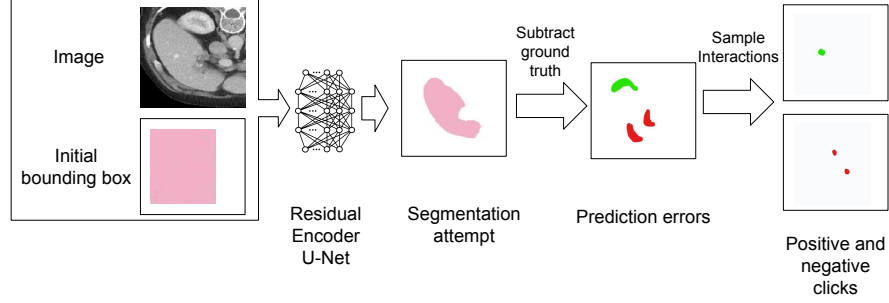 Image
Initial
bounding box
Residual
Encoder
U-Net
Segmentation
attempt
Subtract
ground
truth
Prediction errors
Sample
Interactions
Positive and
negative
clicks